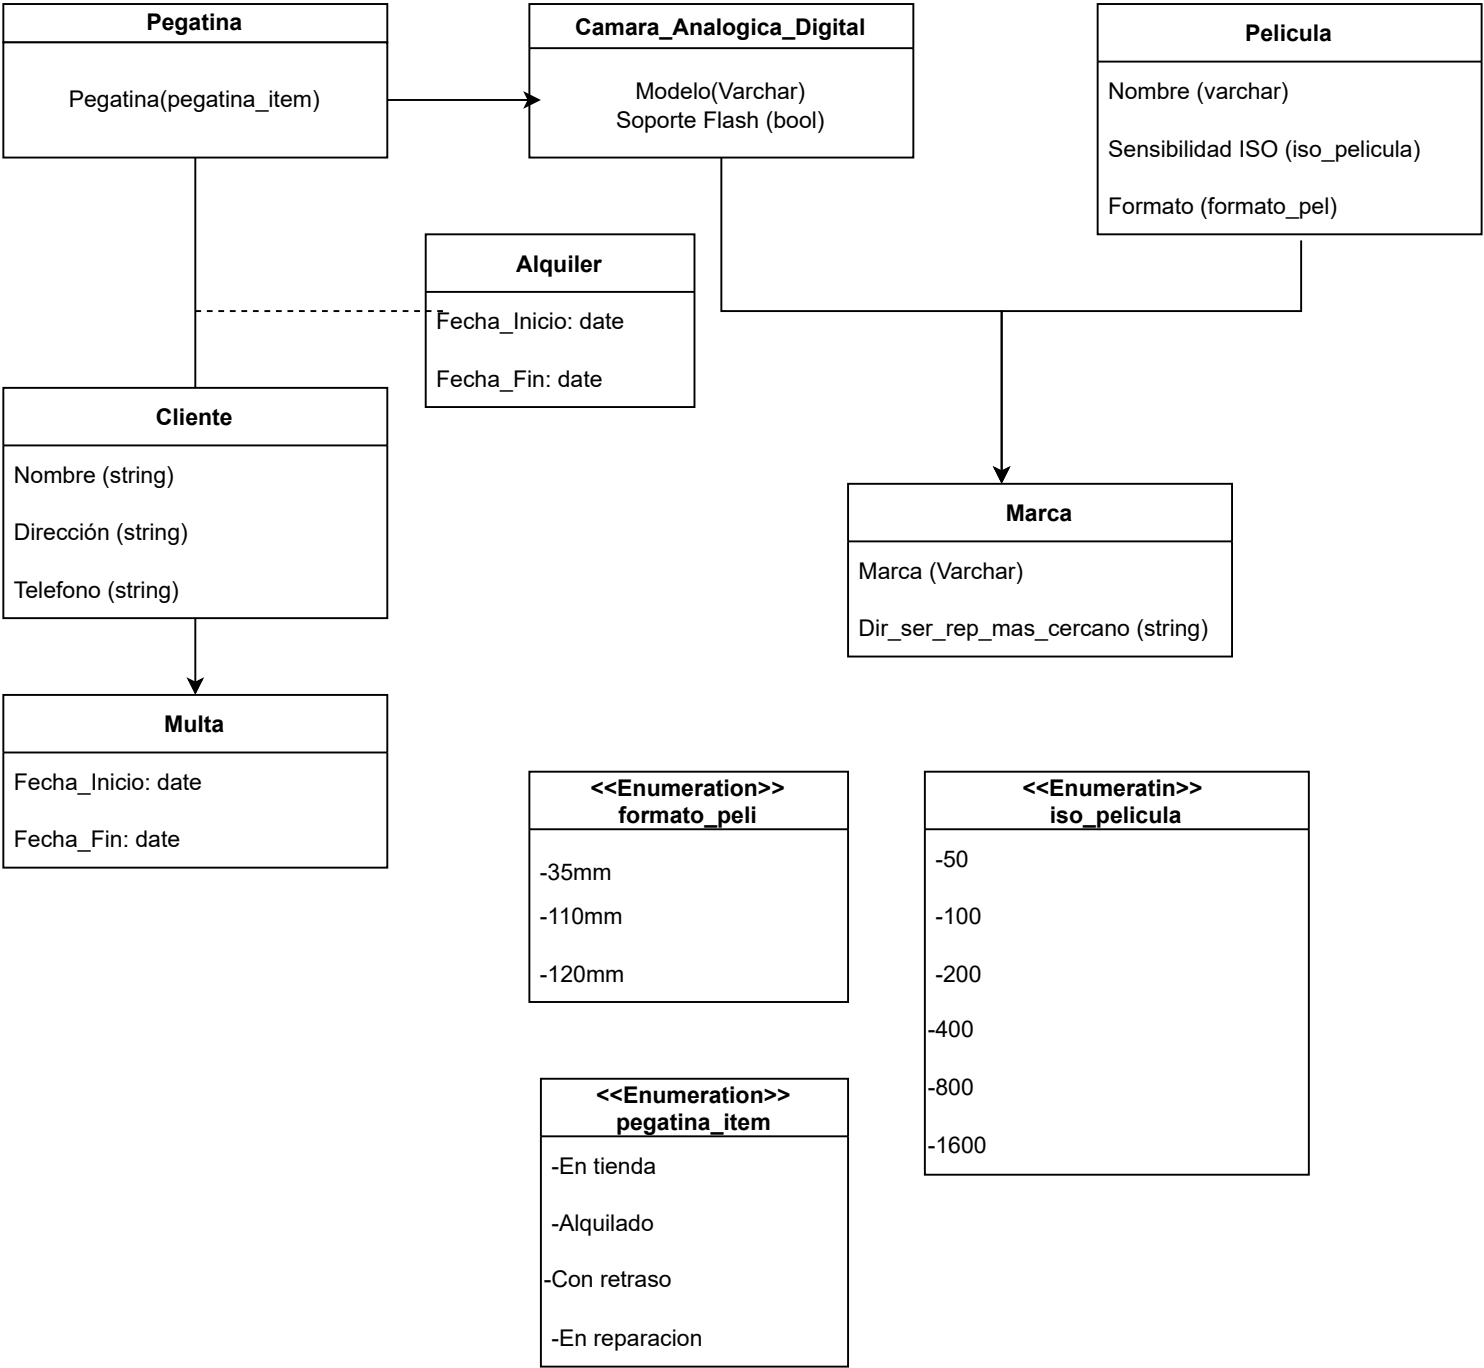 Pegatina
Pegatina(pegatina_item)
Camara_Analogica_Digital
Modelo(Varchar)
Soporte Flash (bool)
Pelicula
Nombre (varchar)
Sensibilidad ISO (iso_pelicula)
Formato (formato_pel)
Alquiler
Fecha_Inicio: date
Fecha_Fin: date
Cliente
Nombre (string)
Dirección (string)
Telefono (string)
Marca
Marca (Varchar)
Dir_ser_rep_mas_cercano (string)
Multa
Fecha_Inicio: date
Fecha_Fin: date
<<Enumeration>>
formato_peli
-35mm
-110mm
-120mm
<<Enumeratin>>
iso_pelicula
-50
-100
-200
-400
-800
-1600
<<Enumeration>>
pegatina_item
-En tienda
-Alquilado
-Con retraso
-En reparacion